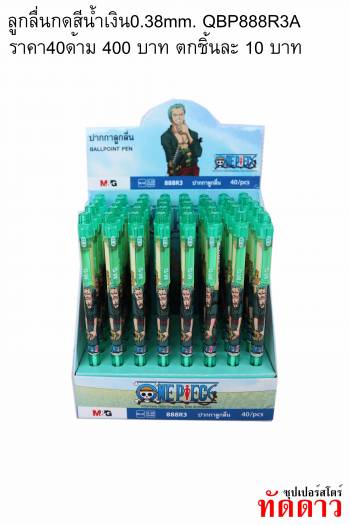 ลูกลื่นกดสีน้ำเงิน0.38mm. QBP888R3A
ราคา40ด้าม 400 บาท ตกชิ้นละ 10 บาท
ปากกาลูกลื่น
BALLPOINT PEN
ONE PIECE
M&G
888R3 ปากกาลูกลื่น 40/pcs
ONE PIECE
M&G
888R3 ปากกาลูกลื่น 40/pcs
ซุปเปอร์สโตร์
ทัดดาว